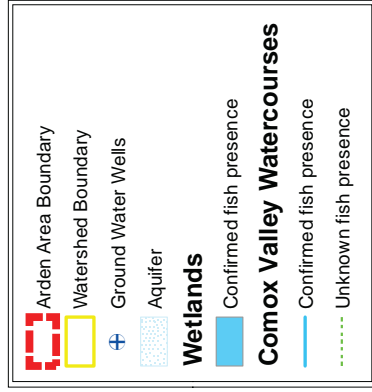 Arden Area Boundary
Watershed Boundary
Ground Water Wells
Aquifer
Wetlands
Confirmed fish presence
Comox Valley Watercourses
Confirmed fish presence
Unknown fish presence